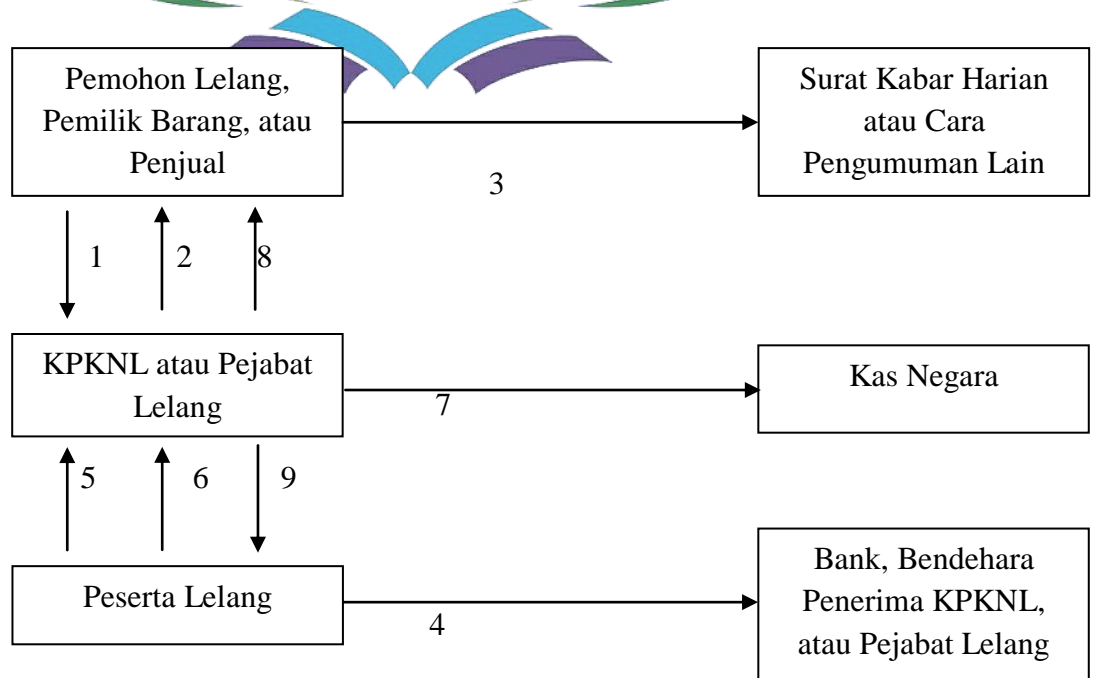 Pemohon Lelang,
Pemilik Barang, atau
Penjual
Surat Kabar Harian
atau Cara
Pengumuman Lain
3
1
2
8
KPKNL atau Pejabat
Lelang
Kas Negara
7
5
6
9
Peserta Lelang
Bank, Bendehara
Penerima KPKNL,
atau Pejabat Lelang
4